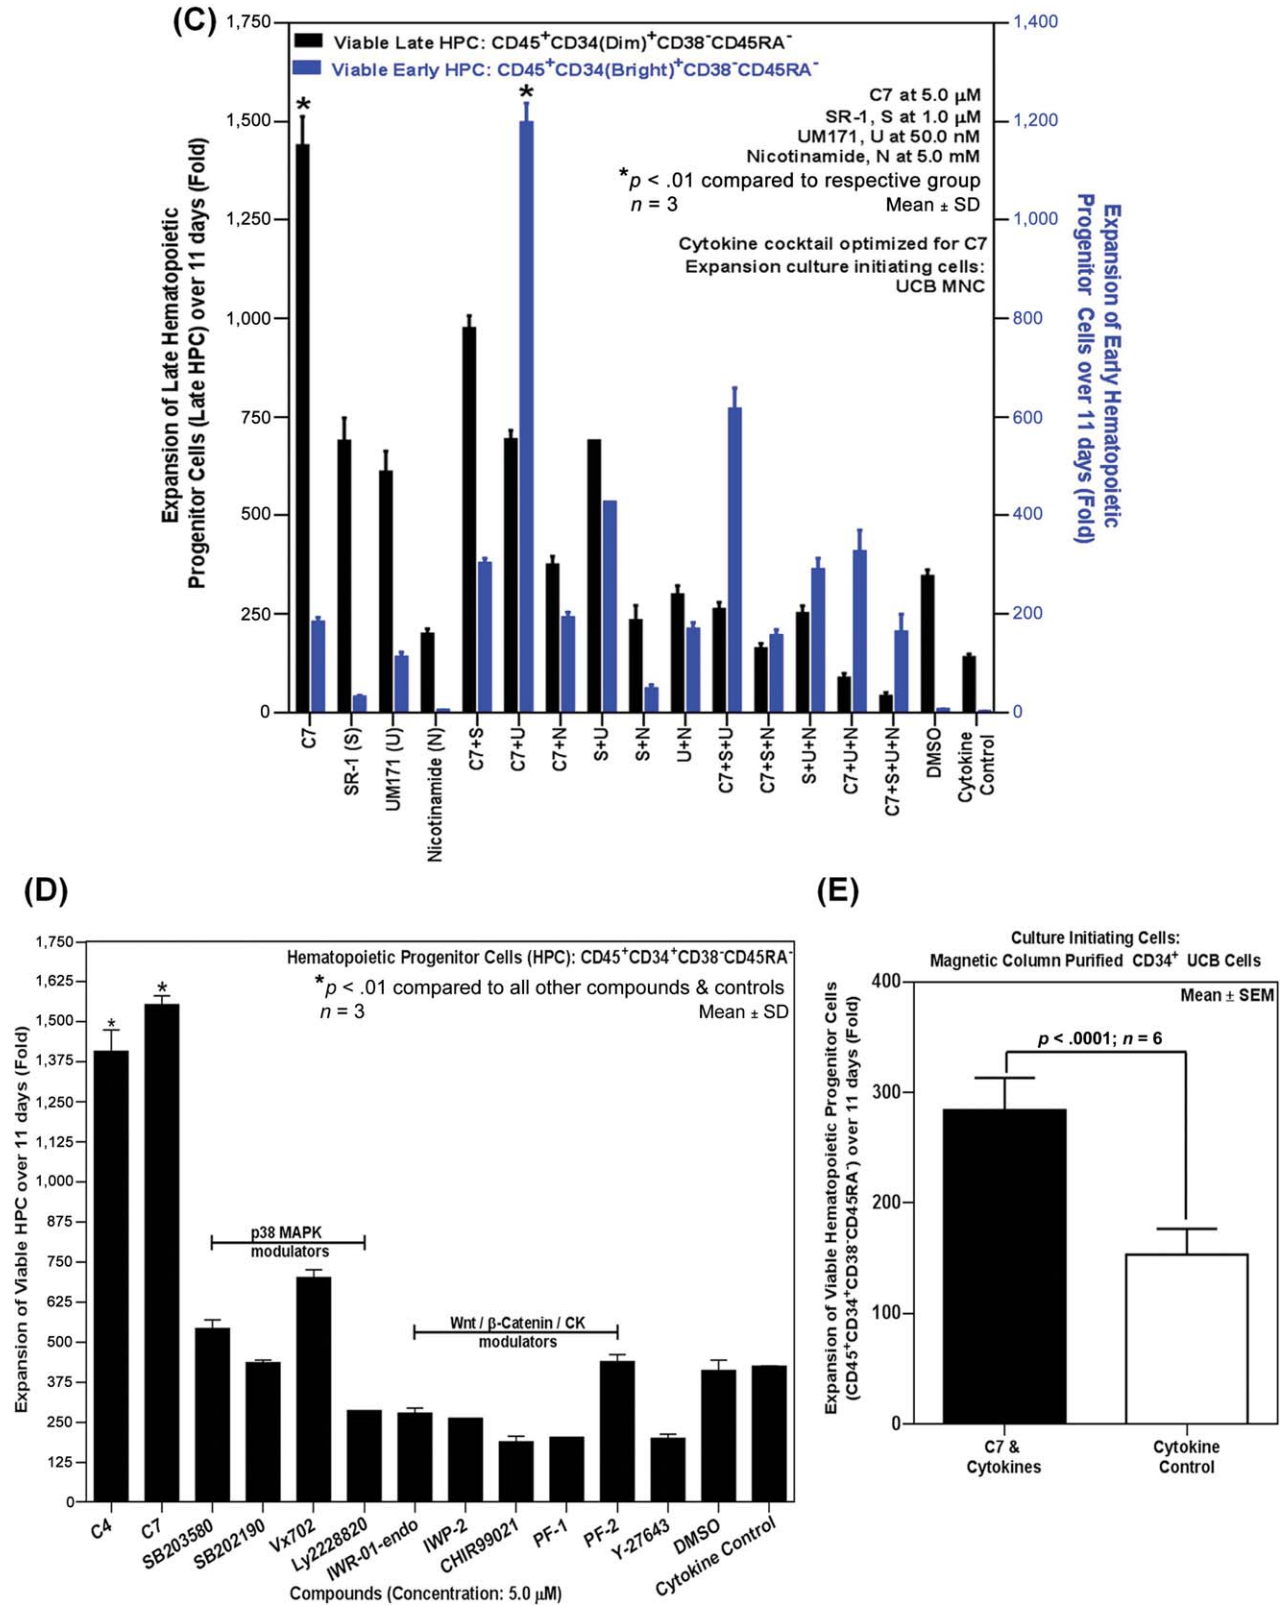 (C)
1,750
1,500
1,250
1,000
750
500
250
0
Expansion of Late Hematopoietic
Progenitor Cells (Late HPC) over 11 days (Fold)
Viable Late HPC: CD45⁺CD34(Dim)⁺CD38⁻CD45RA⁻
Viable Early HPC: CD45⁺CD34(Bright)⁺CD38⁻CD45RA⁻
*
*
C7 at 5.0 µM
SR-1, S at 1.0 µM
UM171, U at 50.0 nM
Nicotinamide, N at 5.0 mM
*p < .01 compared to respective group
n = 3 Mean ± SD
Cytokine cocktail optimized for C7
Expansion culture initiating cells:
UCB MNC
1,400
1,200
1,000
800
600
400
200
0
Expansion of Early Hematopoietic
Progenitor Cells over 11 days (Fold)
C7
SR-1 (S)
UM171 (U)
Nicotinamide (N)
C7+S
C7+U
C7+N
S+U
S+N
U+N
C7+S+U
C7+S+N
S+U+N
C7+U+N
C7+S+U+N
DMSO
Cytokine
Control
(D)
1,750
1,625
1,500
1,375
1,250
1,125
1,000
875
750
625
500
375
250
125
0
Expansion of Viable HPC over 11 days (Fold)
Hematopoietic Progenitor Cells (HPC): CD45⁺CD34⁺CD38⁻CD45RA⁻
*p < .01 compared to all other compounds & controls
n = 3 Mean ± SD
*
*
p38 MAPK
modulators
Wnt / β-Catenin / CK
modulators
C4
C7
SB203580
SB202190
Vx702
Ly2228820
IWR-01-endo
IWP-2
CHIR99021
PF-1
PF-2
Y-27643
DMSO
Cytokine Control
Compounds (Concentration: 5.0 µM)
(E)
Culture Initiating Cells:
Magnetic Column Purified CD34⁺ UCB Cells
400
300
200
100
0
Expansion of Viable Hematopoietic Progenitor Cells
(CD45⁺CD34⁺CD38⁻CD45RA⁻) over 11 days (Fold)
Mean ± SEM
p < .0001; n = 6
C7 &
Cytokines
Cytokine
Control